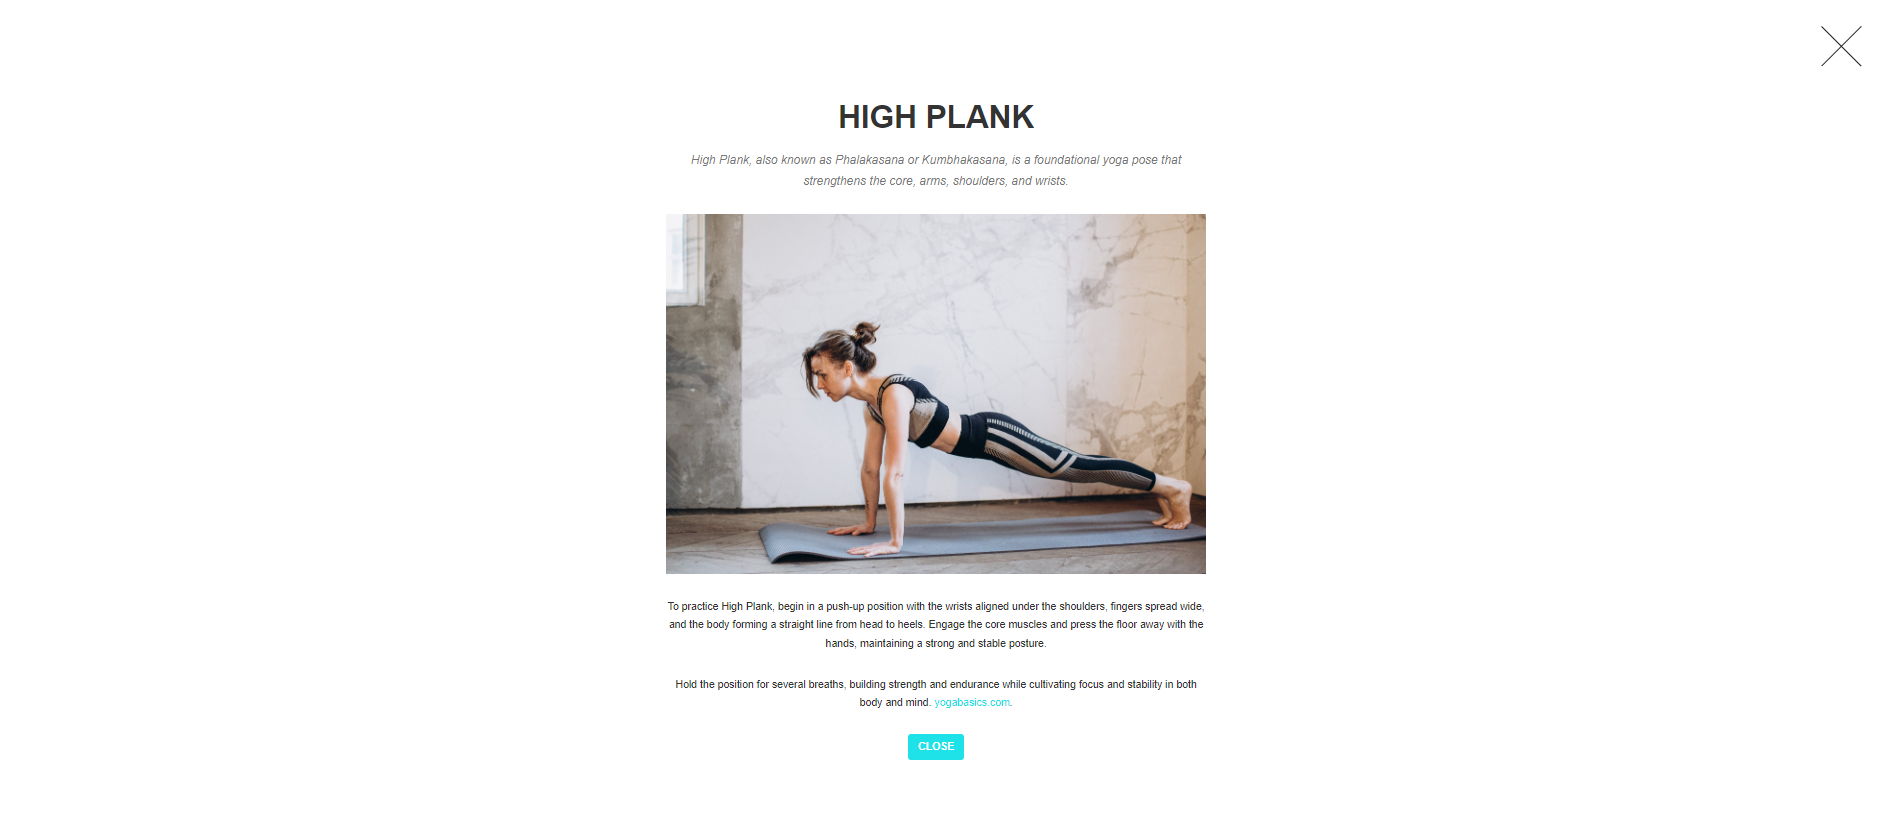 HIGH PLANK
High Plank, also known as Phalakasana or Kumbhakasana, is a foundational yoga pose that
strengthens the core, arms, shoulders, and wrists.
To practice High Plank, begin in a push-up position with the wrists aligned under the shoulders, fingers spread wide,
and the body forming a straight line from head to heels. Engage the core muscles and press the floor away with the
hands, maintaining a strong and stable posture.
Hold the position for several breaths, building strength and endurance while cultivating focus and stability in both
body and mind. yogabasics.com.
CLOSE